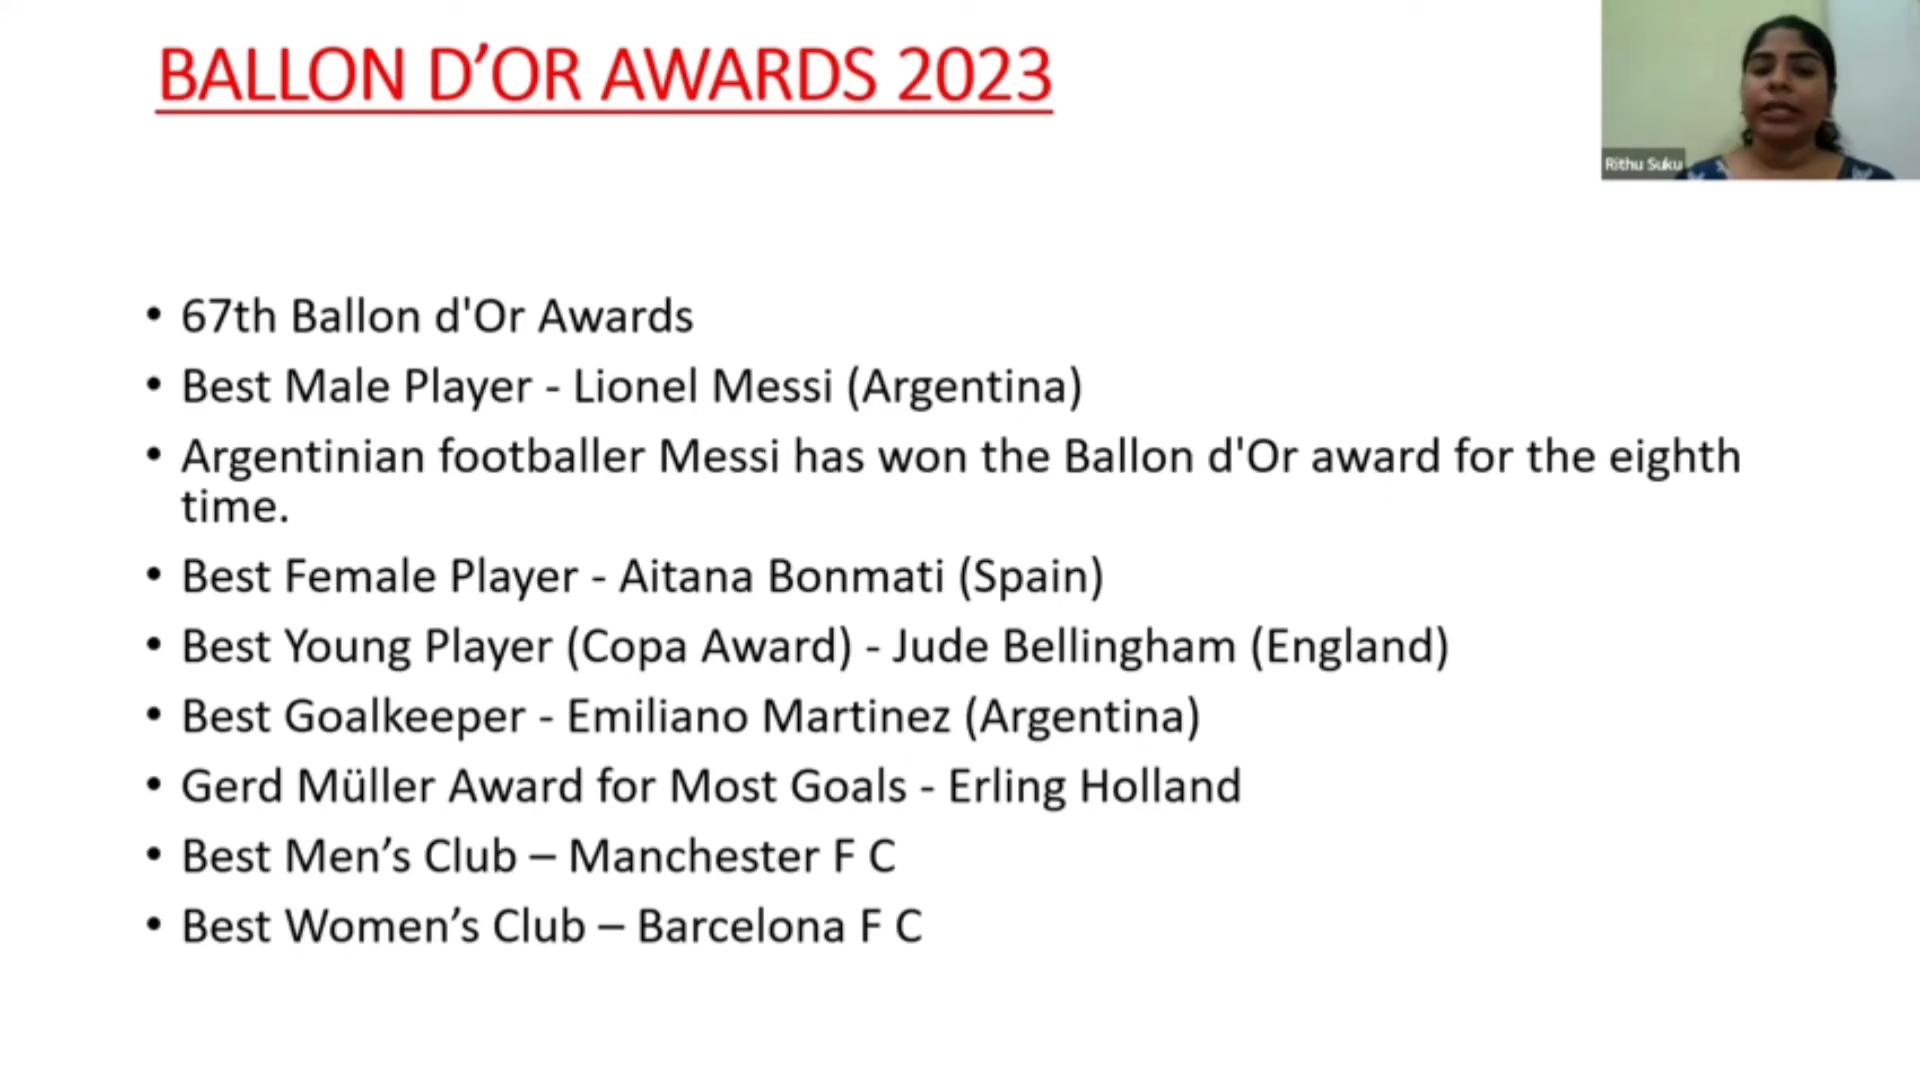 BALLON D’OR AWARDS 2023
Rithu Suku
• 67th Ballon d'Or Awards
• Best Male Player - Lionel Messi (Argentina)
• Argentinian footballer Messi has won the Ballon d'Or award for the eighth
time.
• Best Female Player - Aitana Bonmati (Spain)
• Best Young Player (Copa Award) - Jude Bellingham (England)
• Best Goalkeeper - Emiliano Martinez (Argentina)
• Gerd Müller Award for Most Goals - Erling Holland
• Best Men’s Club – Manchester F C
• Best Women’s Club – Barcelona F C